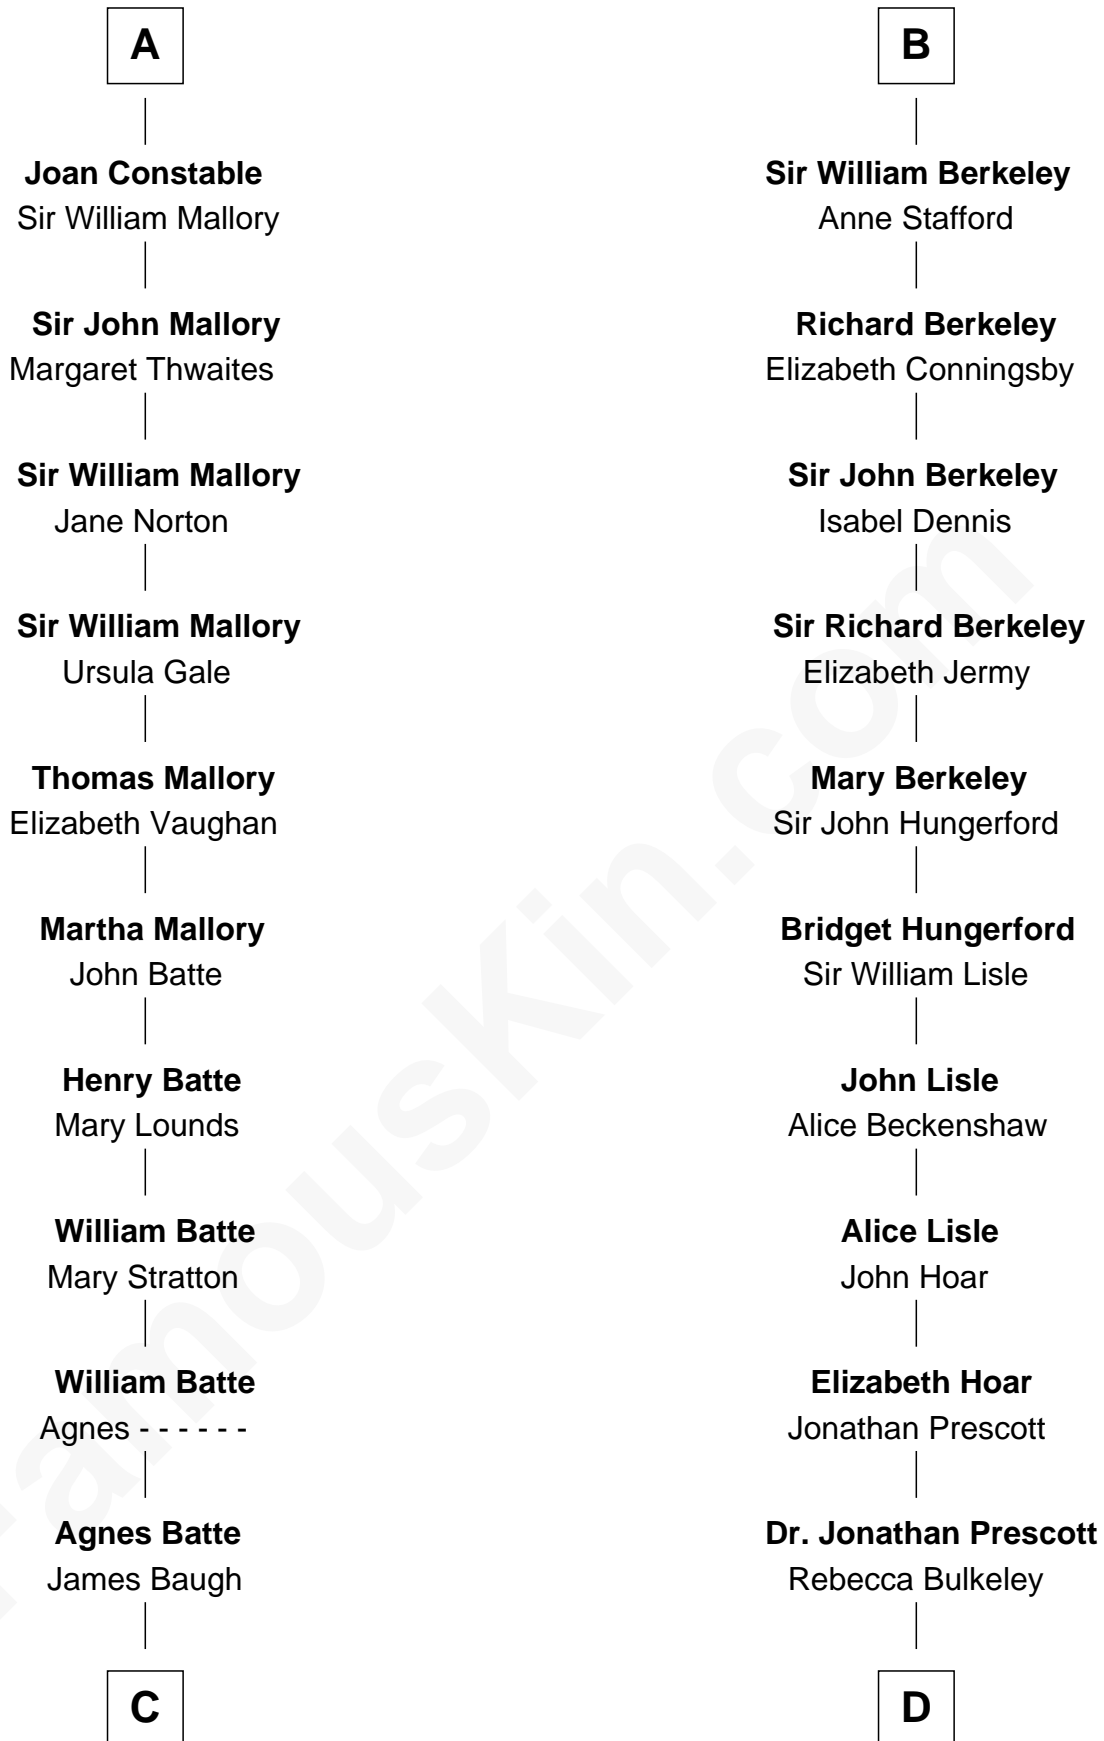 A
Joan Constable
Sir William Mallory
Sir John Mallory
Margaret Thwaites
Sir William Mallory
Jane Norton
Sir William Mallory
Ursula Gale
Thomas Mallory
Elizabeth Vaughan
Martha Mallory
John Batte
Henry Batte
Mary Lounds
William Batte
Mary Stratton
William Batte
Agnes - - - - - -
Agnes Batte
James Baugh
C
B
Sir William Berkeley
Anne Stafford
Richard Berkeley
Elizabeth Conningsby
Sir John Berkeley
Isabel Dennis
Sir Richard Berkeley
Elizabeth Jermy
Mary Berkeley
Sir John Hungerford
Bridget Hungerford
Sir William Lisle
John Lisle
Alice Beckenshaw
Alice Lisle
John Hoar
Elizabeth Hoar
Jonathan Prescott
Dr. Jonathan Prescott
Rebecca Bulkeley
D
FamousKin.com